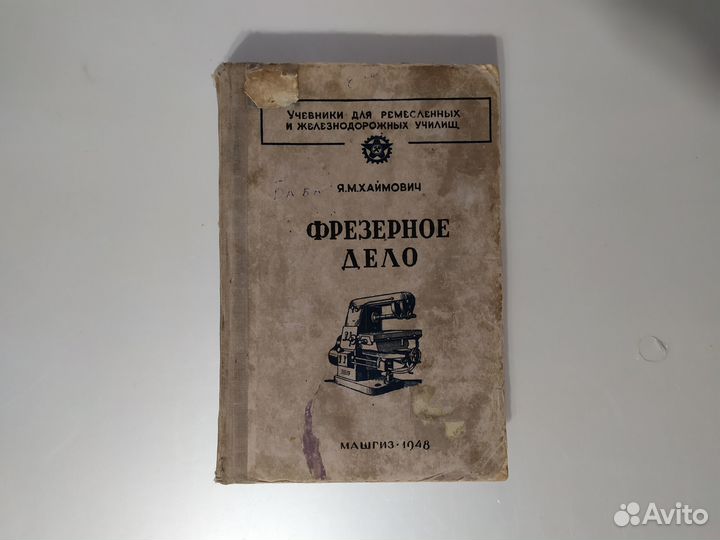 Учебники для ремесленных
и железнодорожных училищ
Я.М.Хаймович
ФРЕЗЕРНОЕ
ДЕЛО
МАШГИЗ · 1948
Avito